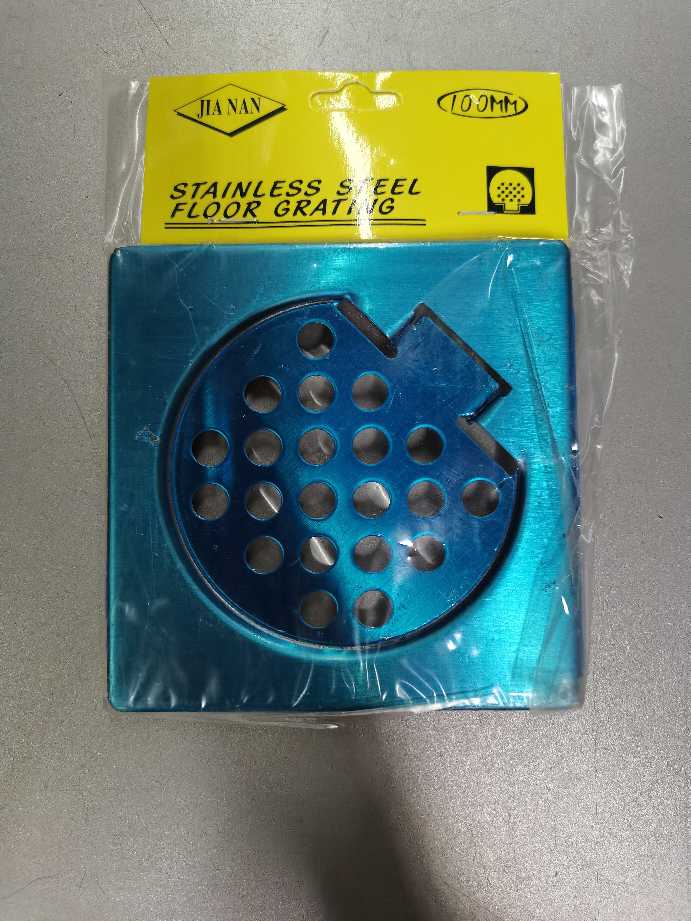 JIA NAN
100MM
STAINLESS STEEL
FLOOR GRATING